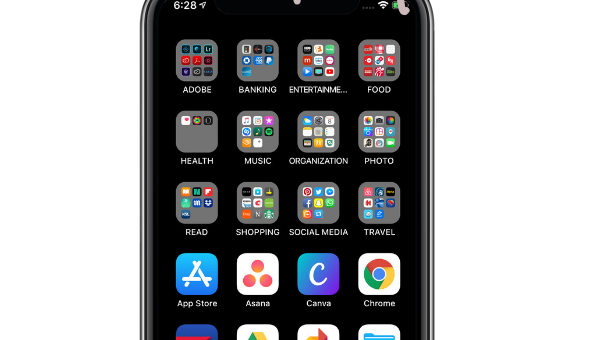 6:28
ADOBE BANKING ENTERTAINME... FOOD
HEALTH MUSIC ORGANIZATION PHOTO
READ SHOPPING SOCIAL MEDIA TRAVEL
App Store Asana Canva Chrome